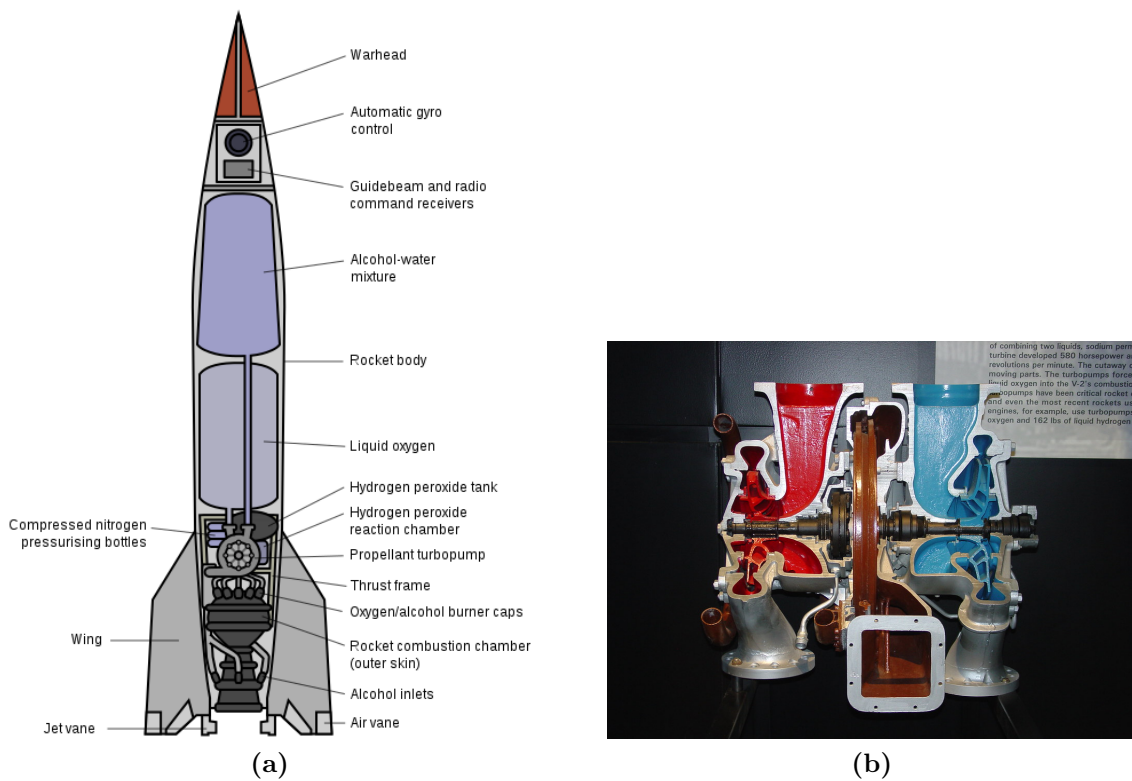 Warhead
Automatic gyro
control
Guidebeam and radio
command receivers
Alcohol-water
mixture
Rocket body
Liquid oxygen
Hydrogen peroxide tank
Hydrogen peroxide
reaction chamber
Propellant turbopump
Thrust frame
Oxygen/alcohol burner caps
Rocket combustion chamber
(outer skin)
Alcohol inlets
Air vane
Compressed nitrogen
pressurising bottles
Wing
Jet vane
(a)
of combining two liquids, sodium perm
turbine developed 580 horsepower a
revolutions per minute. The cutaway
moving parts. The turbopumps force
liquid oxygen into the V-2's combustio
have been critical rocket
and even the most recent rockets us
engines, for example, use turbopumps
oxygen and 162 lbs of liquid hydrogen
(b)